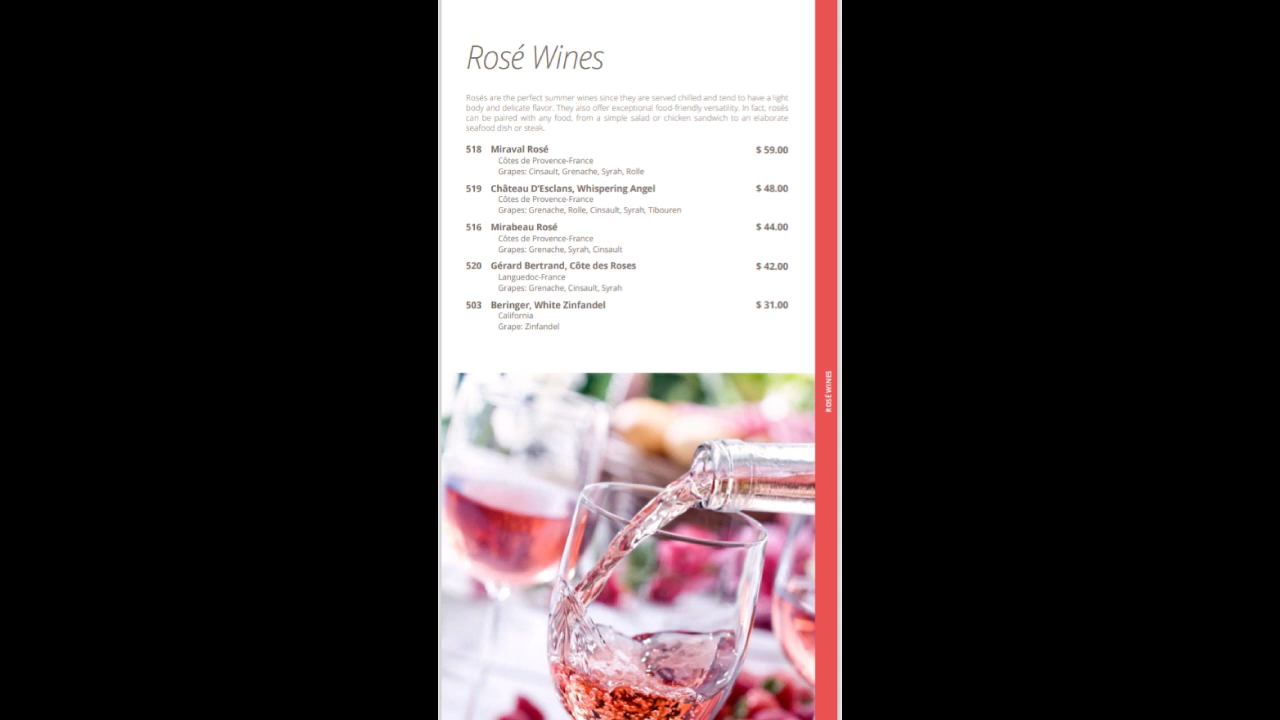 Rosé Wines
Rosés are the perfect summer wines since they are served chilled and tend to have a light
body and delicate flavor. They also offer exceptional food-friendly versatility. In fact, rosés
can be paired with any food, from a simple salad or chicken sandwich to an elaborate
seafood dish or steak.
518 Miraval Rosé $ 59.00
Côtes de Provence-France
Grapes: Cinsault, Grenache, Syrah, Rolle
519 Château D'Esclans, Whispering Angel $ 48.00
Côtes de Provence-France
Grapes: Grenache, Rolle, Cinsault, Syrah, Tibouren
516 Mirabeau Rosé $ 44.00
Côtes de Provence-France
Grapes: Grenache, Syrah, Cinsault
520 Gérard Bertrand, Côte des Roses $ 42.00
Languedoc-France
Grapes: Grenache, Cinsault, Syrah
503 Beringer, White Zinfandel $ 31.00
California
Grape: Zinfandel
ROSÉ WINES